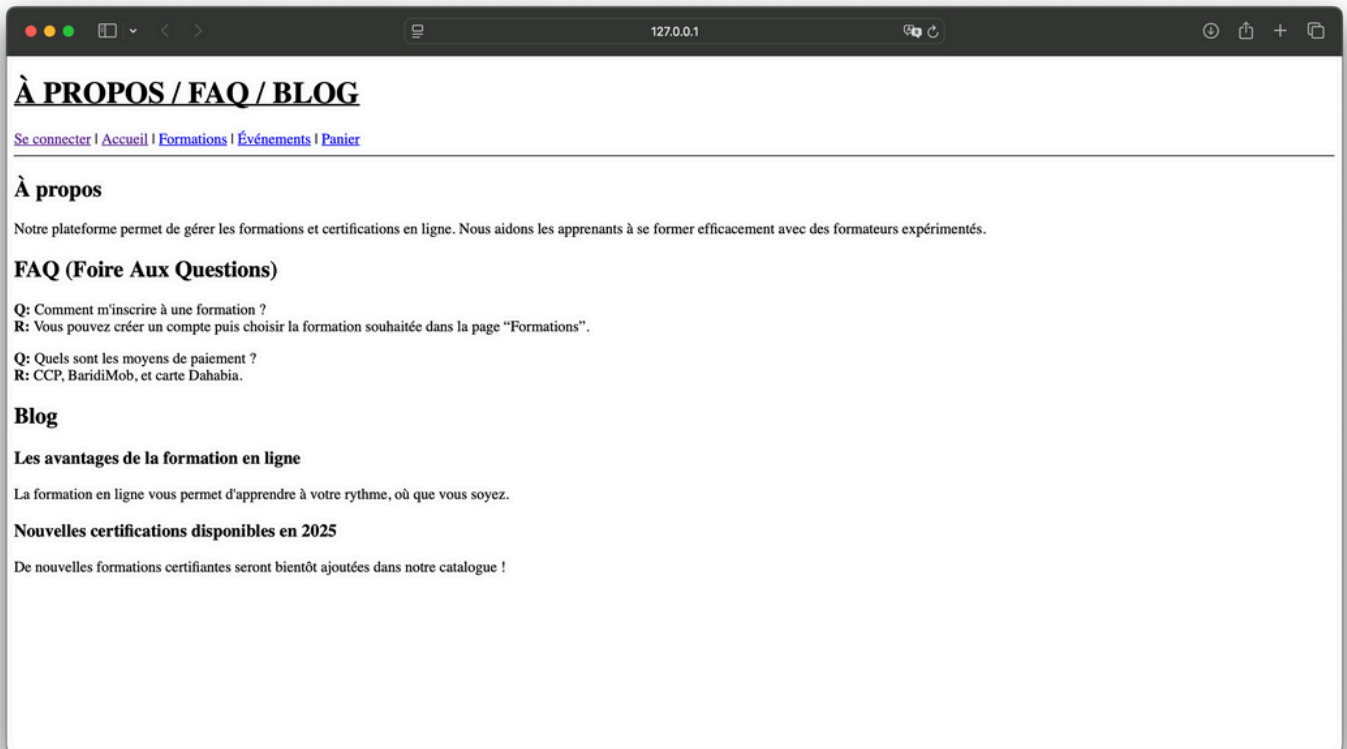 127.0.0.1
À PROPOS / FAQ / BLOG
Se connecter | Accueil | Formations | Événements | Panier
À propos
Notre plateforme permet de gérer les formations et certifications en ligne. Nous aidons les apprenants à se former efficacement avec des formateurs expérimentés.
FAQ (Foire Aux Questions)
Q: Comment m'inscrire à une formation ?
R: Vous pouvez créer un compte puis choisir la formation souhaitée dans la page “Formations”.
Q: Quels sont les moyens de paiement ?
R: CCP, BaridiMob, et carte Dahabia.
Blog
Les avantages de la formation en ligne
La formation en ligne vous permet d'apprendre à votre rythme, où que vous soyez.
Nouvelles certifications disponibles en 2025
De nouvelles formations certifiantes seront bientôt ajoutées dans notre catalogue !